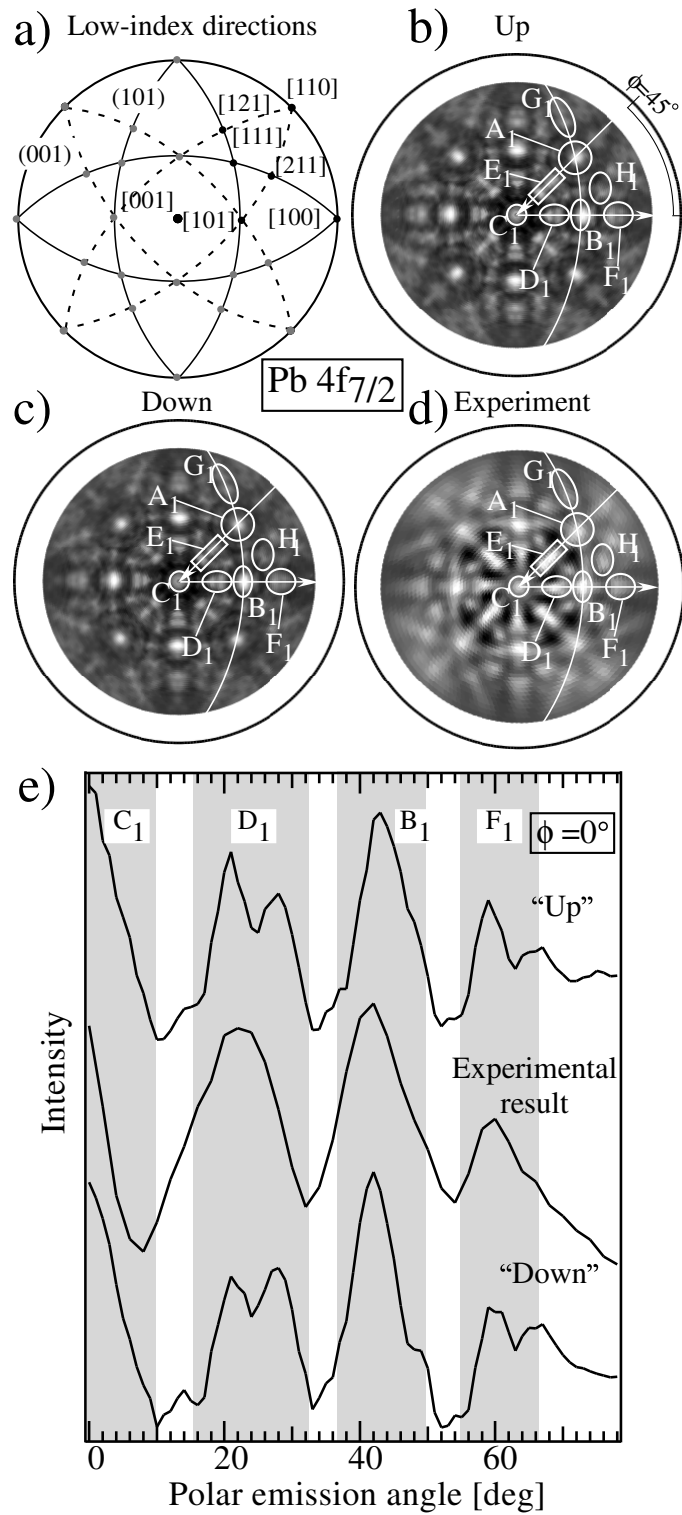 a) Low-index directions
[110]
(101)
[121]
[111]
(001)
[211]
[001]
[101]
[100]
b) Up
ϕ=45°
G1
A1
E1
H1
C1
B1
D1
F1
Pb 4f7/2
c) Down
G1
A1
E1
H1
C1
B1
D1
F1
d) Experiment
G1
A1
E1
H1
C1
B1
D1
F1
e)
C1
D1
B1
F1
ϕ =0°
“Up”
Experimental
result
“Down”
Intensity
0
20
40
60
Polar emission angle [deg]